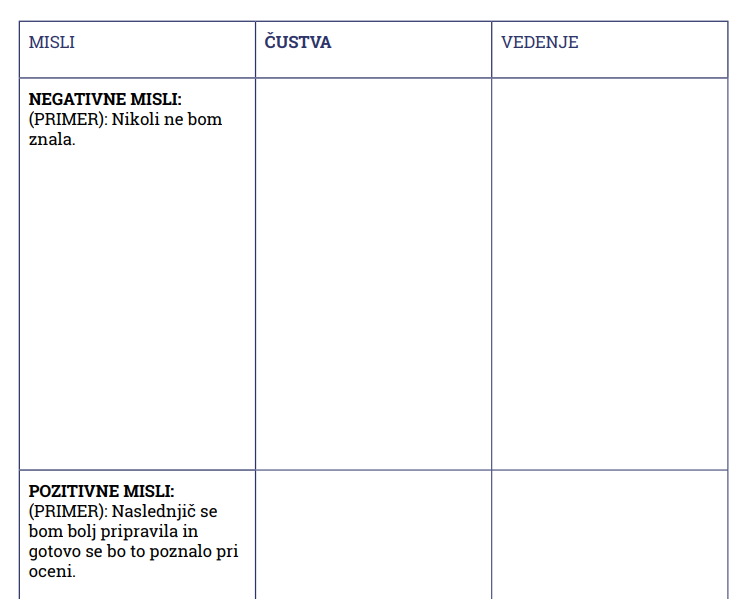 MISLI
ČUSTVA
VEDENJE
NEGATIVNE MISLI:
(PRIMER): Nikoli ne bom
znala.
POZITIVNE MISLI:
(PRIMER): Naslednjič se
bom bolj pripravila in
gotovo se bo to poznalo pri
oceni.